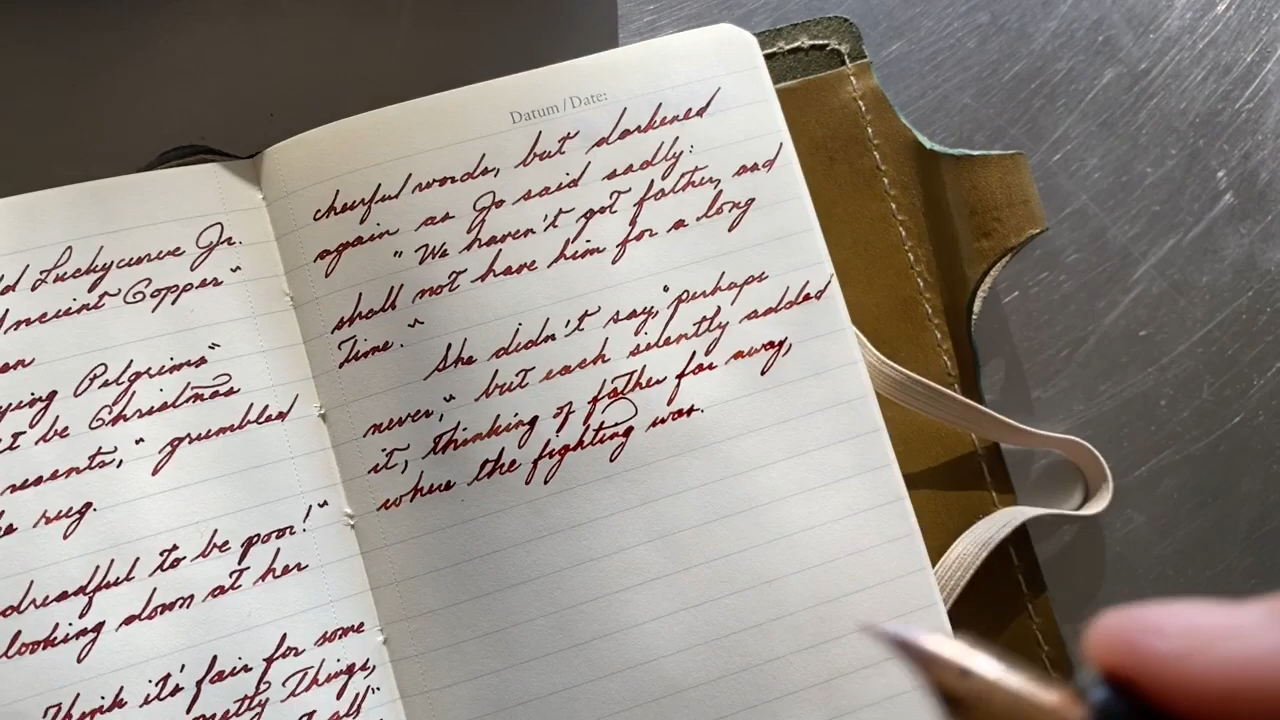 Luckycurve Jr.
Ancient Copper"
Pilgrims"
be Christmas
grumbled
rug.
dreadful to be poor!"
looking down at her
Think it's fair for some
pretty Things,
all"
Datum / Date:
cheerful words, but darkened
again as Jo said sadly:
"We haven't got father, and
shall not have him for a long
Time."
She didn't say, "perhaps
never," but each silently added
it, thinking of father far away,
where the fighting was.